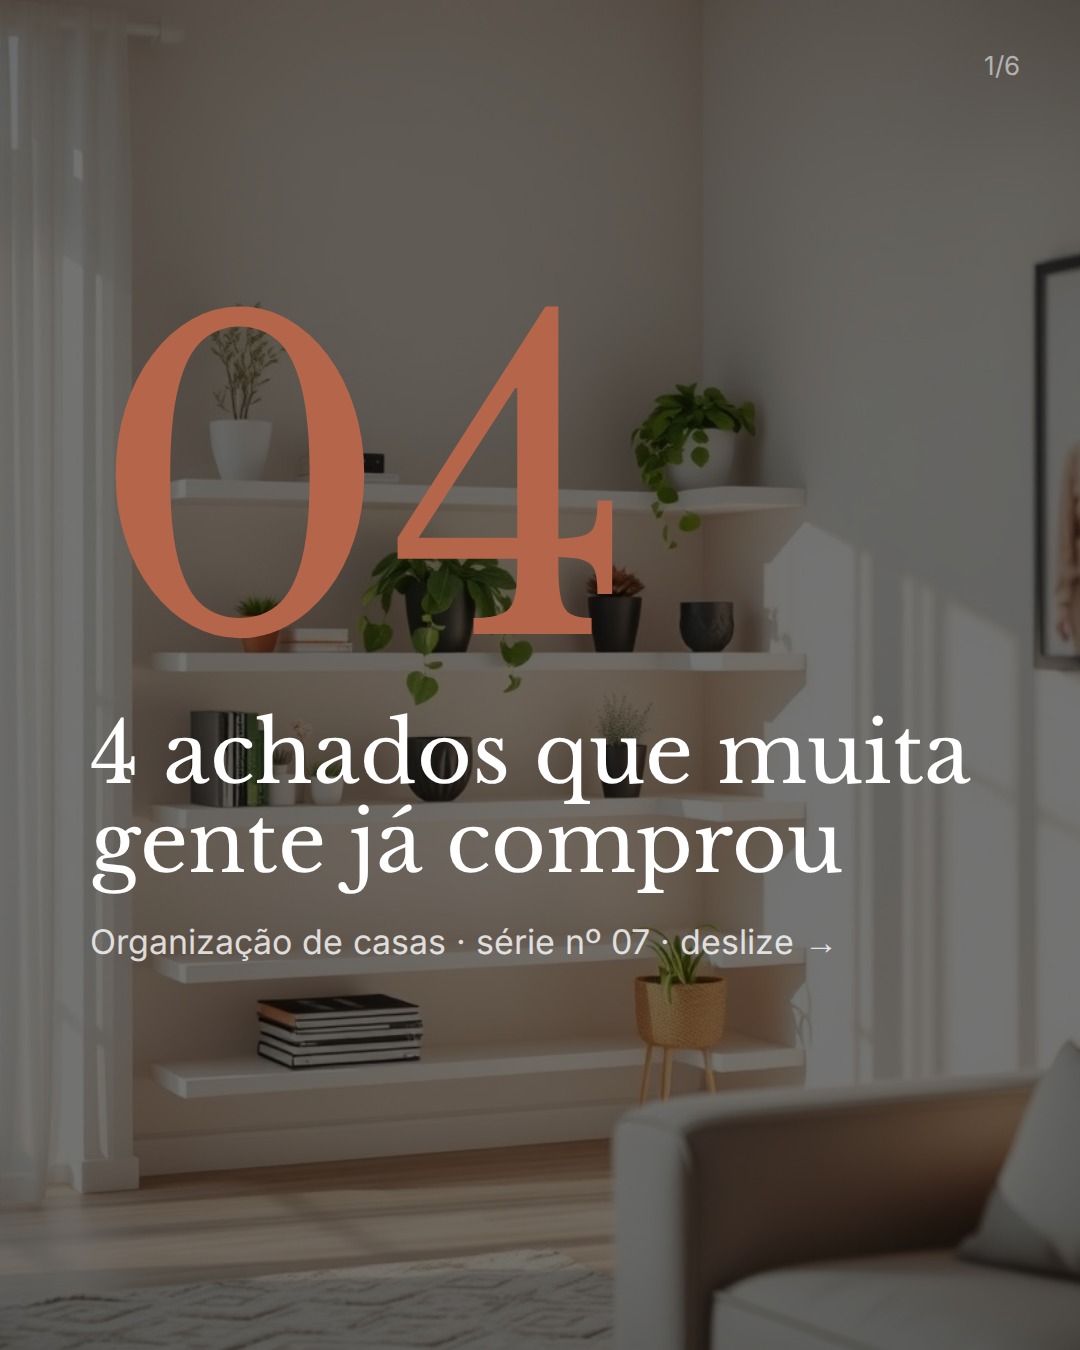 1/6
04
4 achados que muita
gente já comprou
Organização de casas · série nº 07 · deslize →